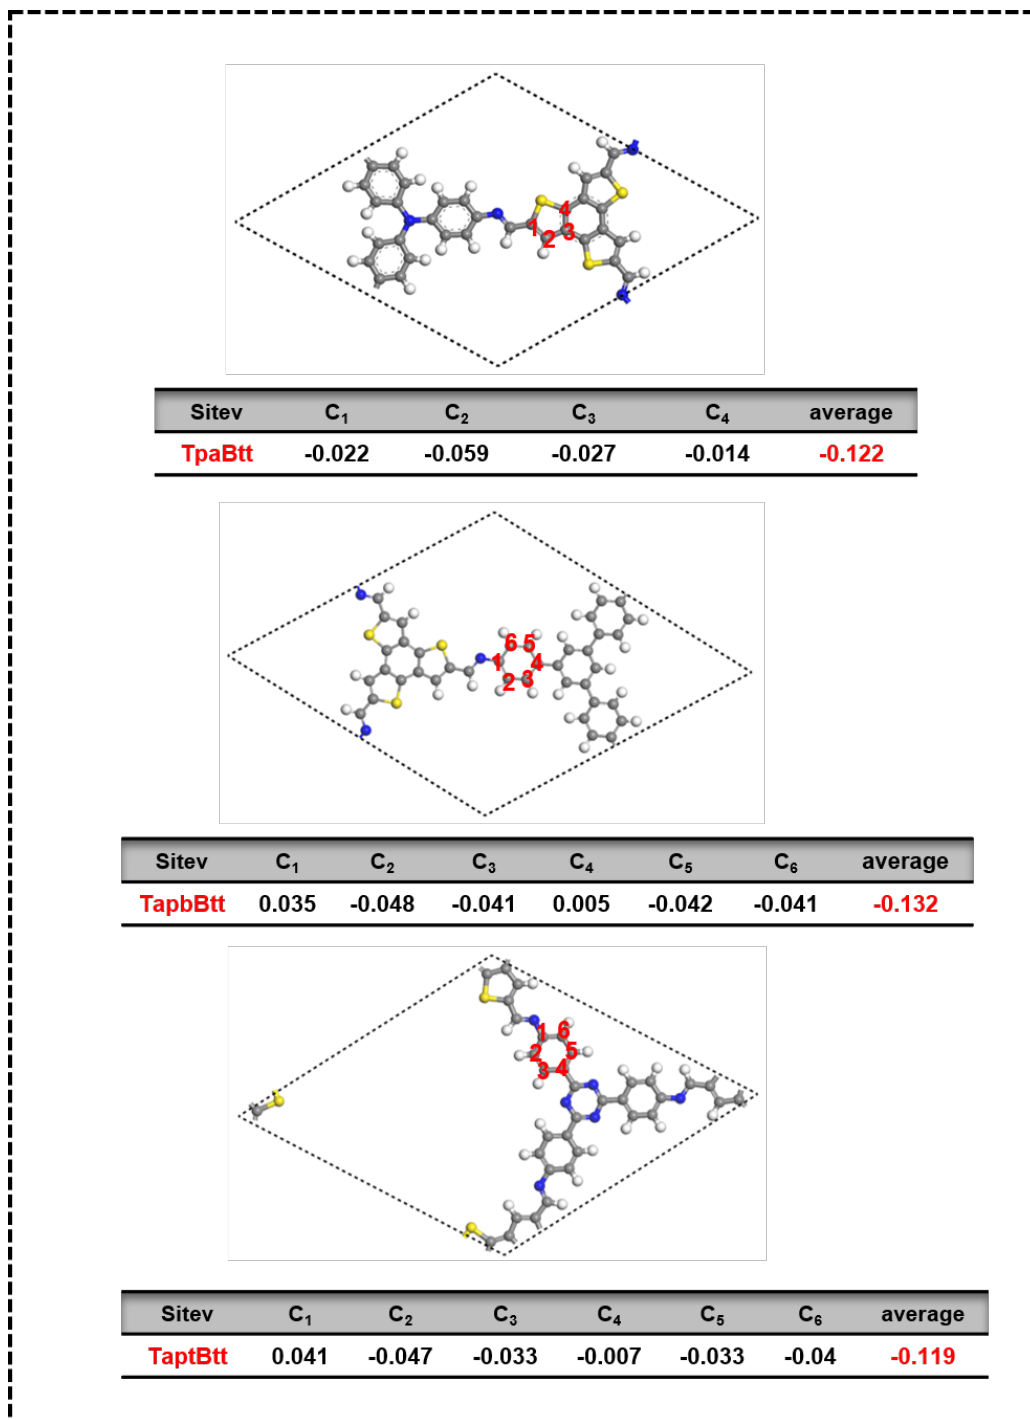 4
1
2
3
Sitev C₁ C₂ C₃ C₄ average
TpaBtt -0.022 -0.059 -0.027 -0.014 -0.122
6 5
1 4
2 3
Sitev C₁ C₂ C₃ C₄ C₅ C₆ average
TapbBtt 0.035 -0.048 -0.041 0.005 -0.042 -0.041 -0.132
1 6
2 5
3 4
Sitev C₁ C₂ C₃ C₄ C₅ C₆ average
TaptBtt 0.041 -0.047 -0.033 -0.007 -0.033 -0.04 -0.119